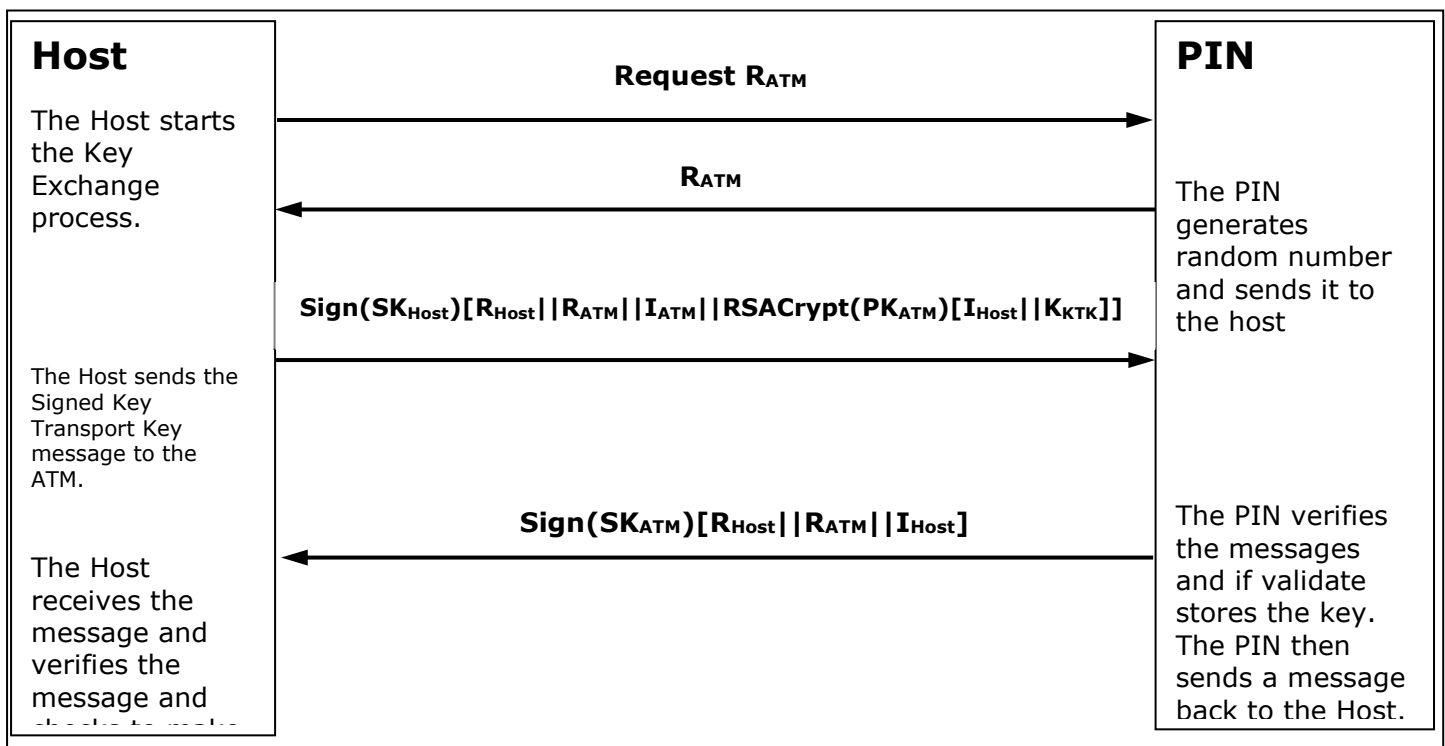 Host
The Host starts
the Key
Exchange
process.
The Host sends the
Signed Key
Transport Key
message to the
ATM.
The Host
receives the
message and
verifies the
message and
checks to make
Request RATM
RATM
Sign(SKHost)[RHost||RATM||IATM||RSACrypt(PKATM)[IHost||KKTK]]
Sign(SKATM)[RHost||RATM||IHost]
PIN
The PIN
generates
random number
and sends it to
the host
The PIN verifies
the messages
and if validate
stores the key.
The PIN then
sends a message
back to the Host.